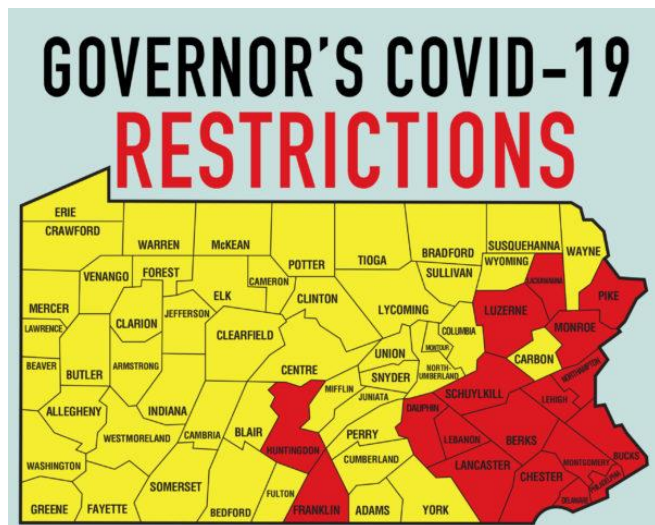 GOVERNOR'S COVID-19
RESTRICTIONS
ERIE
CRAWFORD
WARREN
McKEAN
POTTER
TIOGA
BRADFORD
SUSQUEHANNA
WAYNE
WYOMING
SULLIVAN
LACKAWANNA
VENANGO
FOREST
ELK
CAMERON
CLINTON
LYCOMING
LUZERNE
PIKE
MERCER
CLARION
JEFFERSON
CLEARFIELD
COLUMBIA
MONROE
LAWRENCE
CENTRE
UNION
MONTOUR
CARBON
BEAVER
BUTLER
ARMSTRONG
SNYDER
NORTH-
UMBERLAND
NORTHAMPTON
MIFFLIN
JUNIATA
SCHUYLKILL
LEHIGH
ALLEGHENY
INDIANA
DAUPHIN
WESTMORELAND
CAMBRIA
BLAIR
HUNTINGDON
PERRY
LEBANON
BERKS
BUCKS
CUMBERLAND
LANCASTER
MONTGOMERY
WASHINGTON
CHESTER
PHILADELPHIA
GREENE
FAYETTE
SOMERSET
BEDFORD
FULTON
FRANKLIN
ADAMS
YORK
DELAWARE